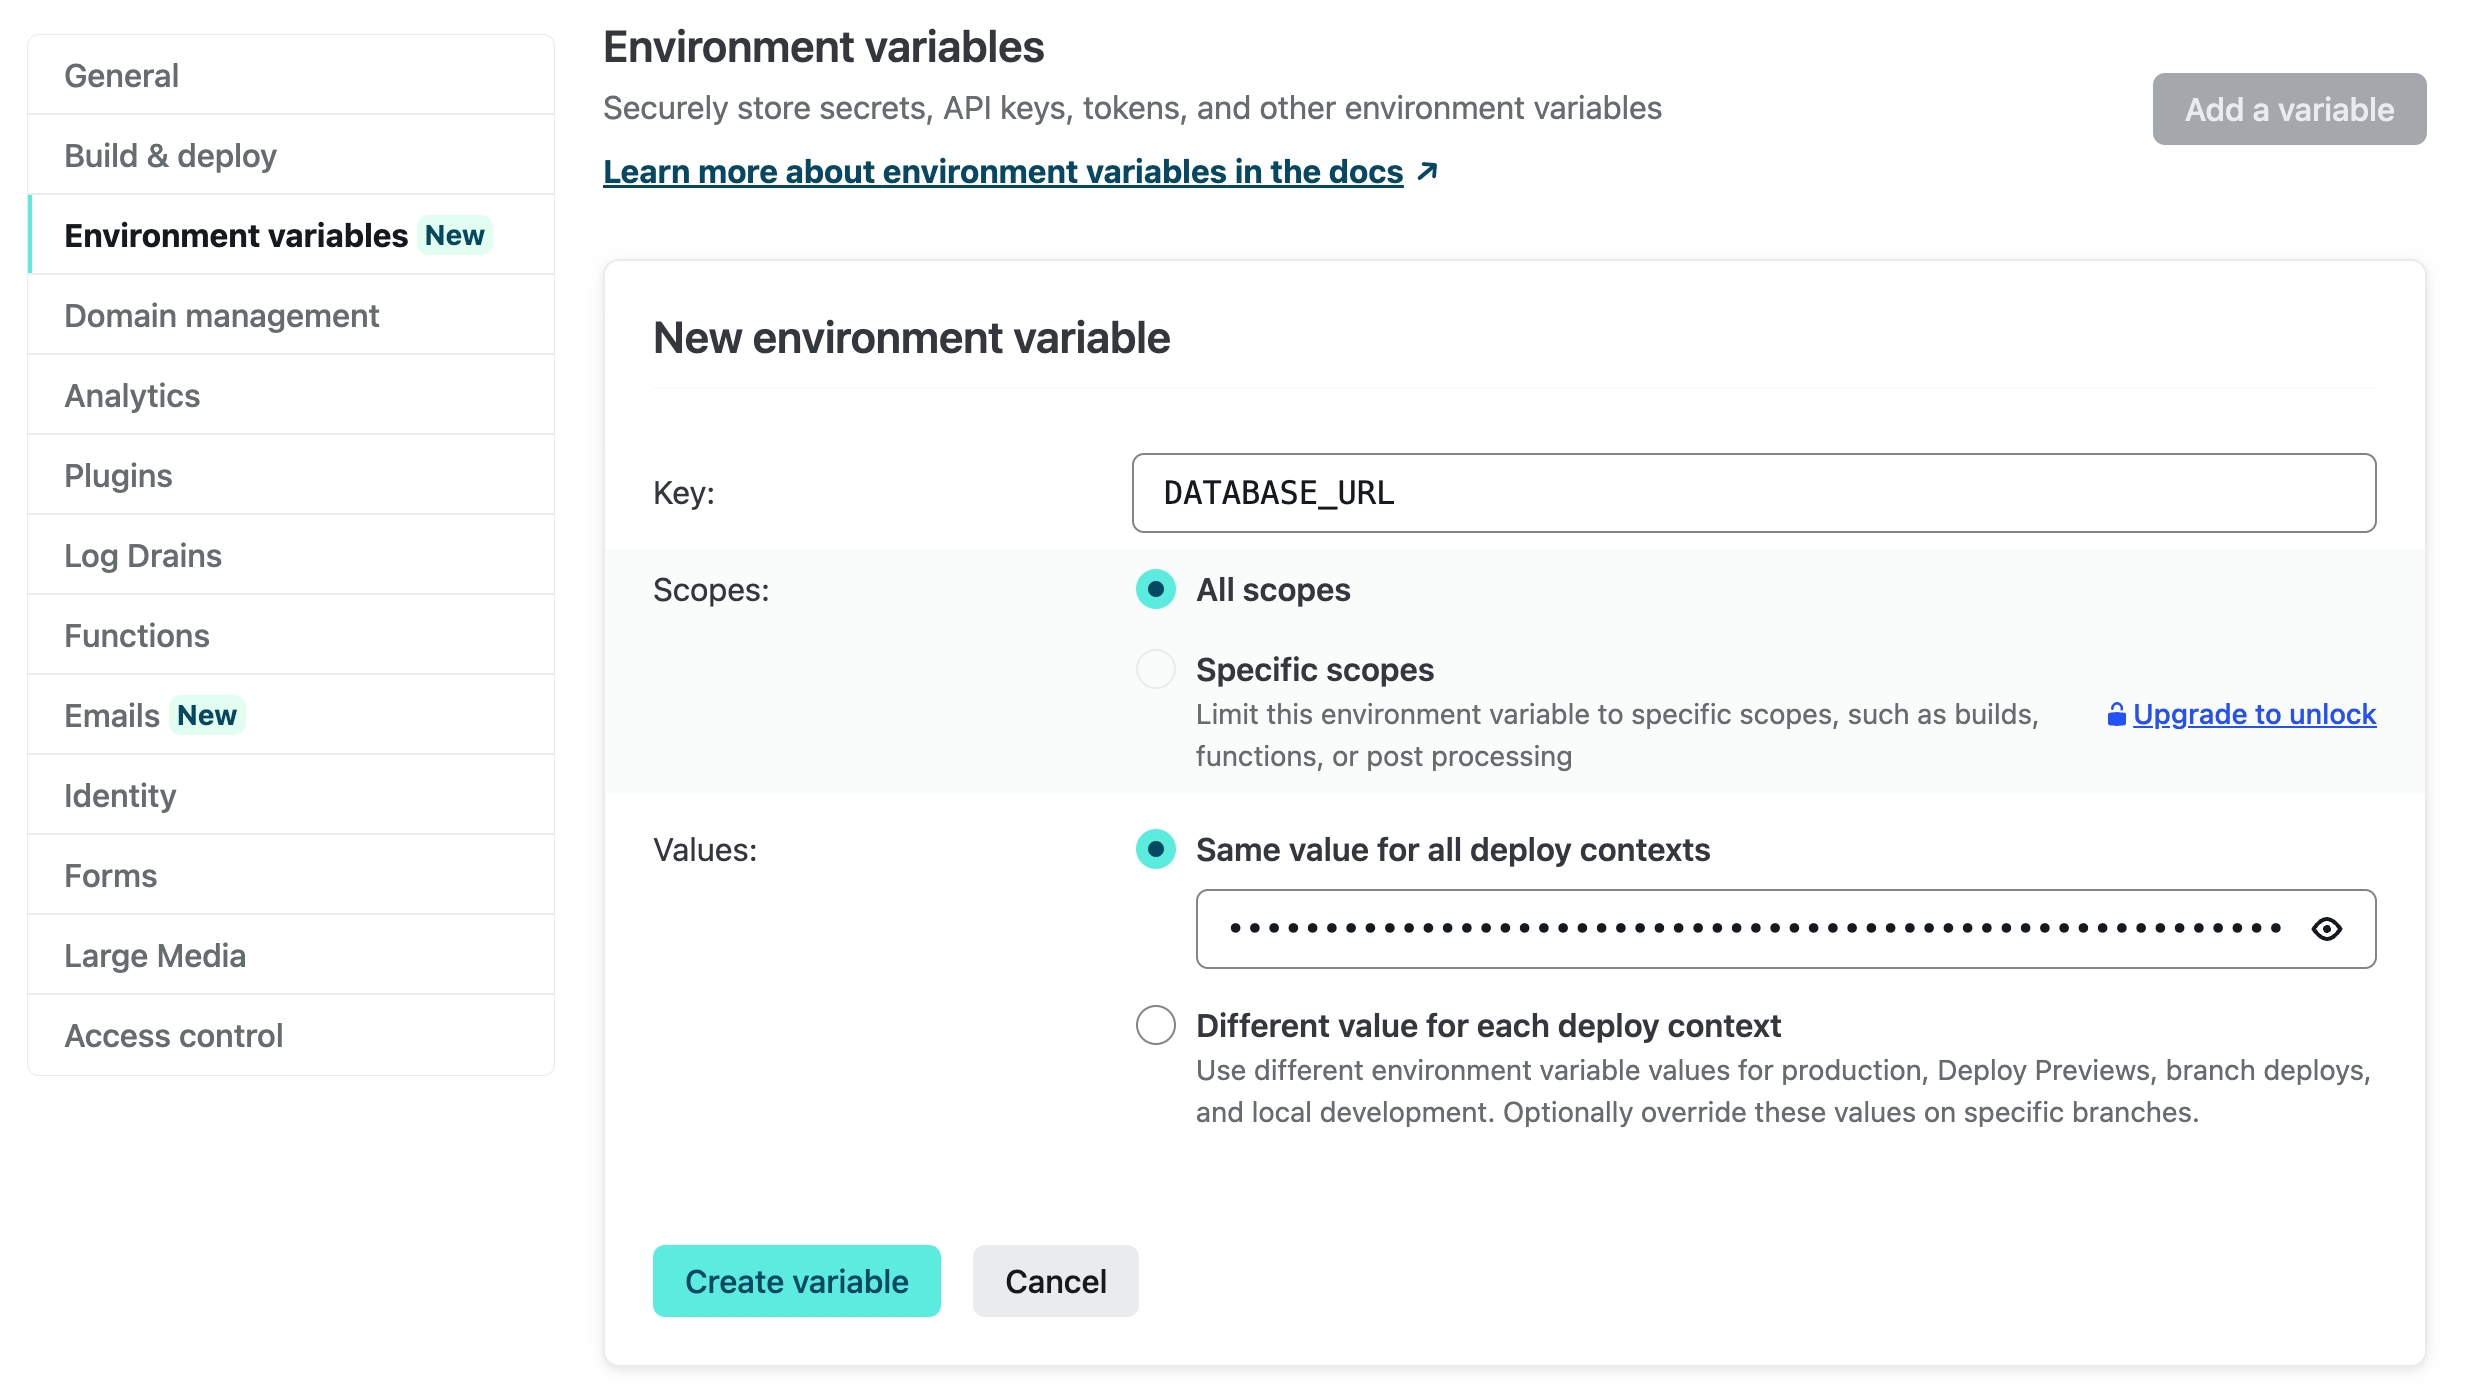 General
Build & deploy
Environment variables New
Domain management
Analytics
Plugins
Log Drains
Functions
Emails New
Identity
Forms
Large Media
Access control
Environment variables
Securely store secrets, API keys, tokens, and other environment variables
Learn more about environment variables in the docs ↗
Add a variable
New environment variable
Key:
DATABASE_URL
Scopes:
All scopes
Specific scopes
Limit this environment variable to specific scopes, such as builds,
functions, or post processing
Upgrade to unlock
Values:
Same value for all deploy contexts
•••••••••••••••••••••••••••••••••••••••••••••••••••••••
Different value for each deploy context
Use different environment variable values for production, Deploy Previews, branch deploys,
and local development. Optionally override these values on specific branches.
Create variable
Cancel